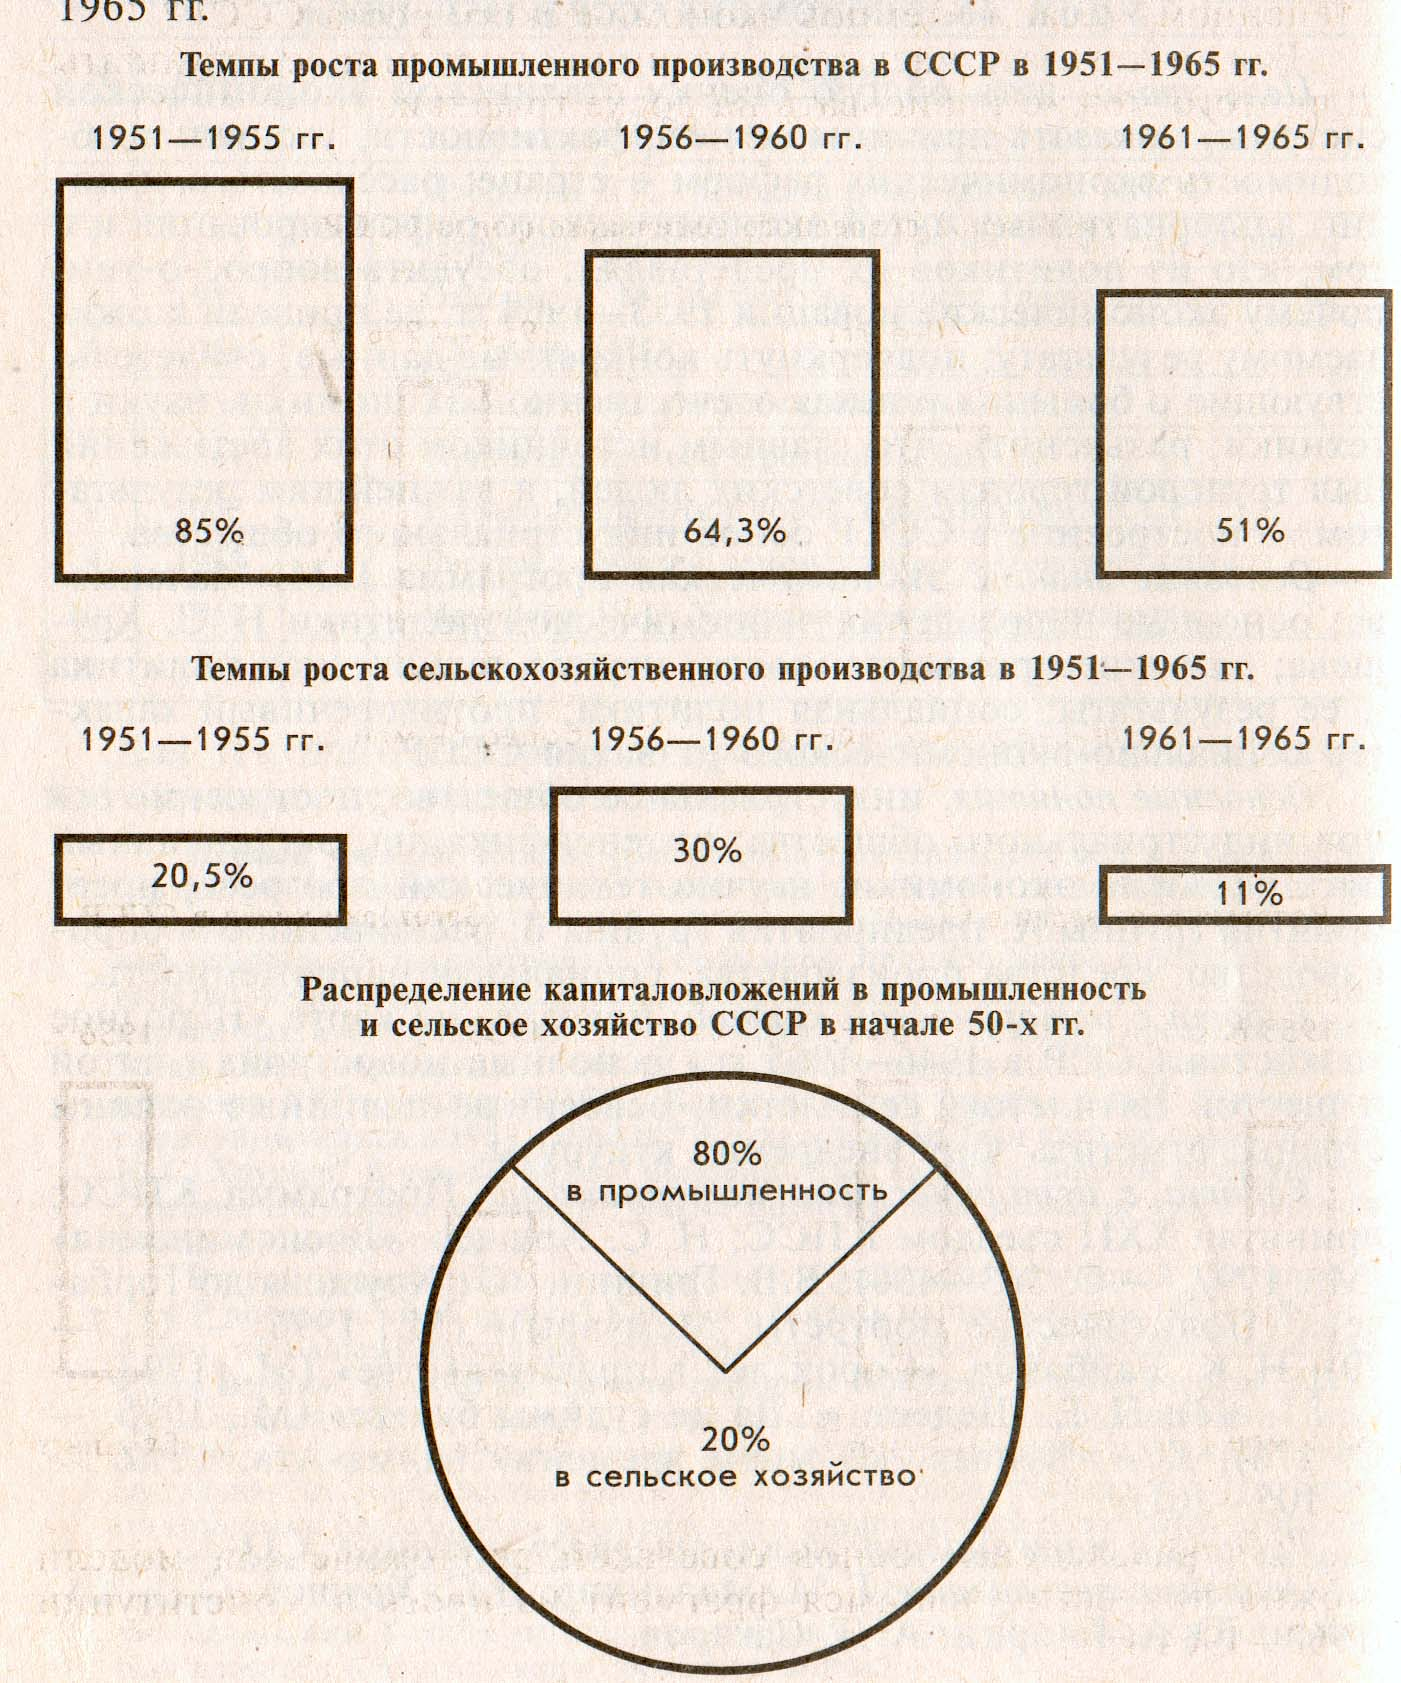 1965 гг.
Темпы роста промышленного производства в СССР в 1951—1965 гг.
1951—1955 гг. 1956—1960 гг. 1961—1965 гг.
85% 64,3% 51%
Темпы роста сельскохозяйственного производства в 1951—1965 гг.
1951—1955 гг. 1956—1960 гг. 1961—1965 гг.
20,5% 30% 11%
Распределение капиталовложений в промышленность
и сельское хозяйство СССР в начале 50-х гг.
80%
в промышленность
20%
в сельское хозяйство